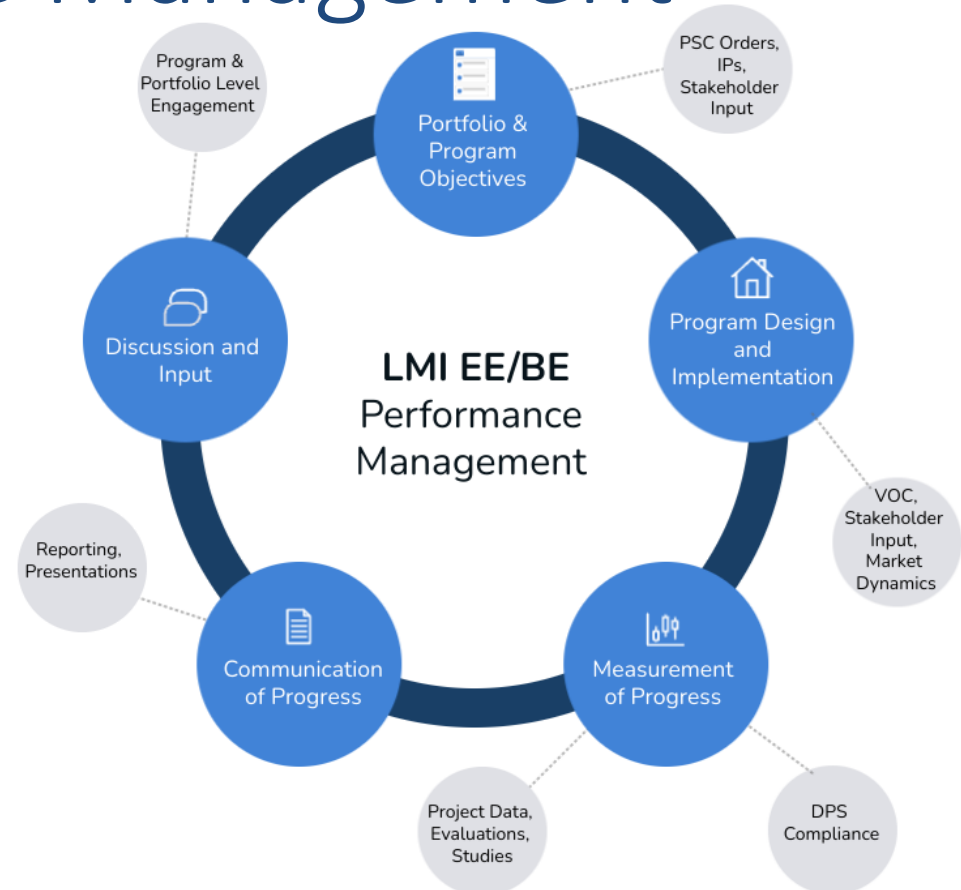 Management
Program &
Portfolio Level
Engagement
PSC Orders,
IPs,
Stakeholder
Input
Portfolio &
Program
Objectives
Discussion and
Input
Program Design
and
Implementation
LMI EE/BE
Performance
Management
VOC,
Stakeholder
Input,
Market
Dynamics
Reporting,
Presentations
Communication
of Progress
Measurement
of Progress
Project Data,
Evaluations,
Studies
DPS
Compliance